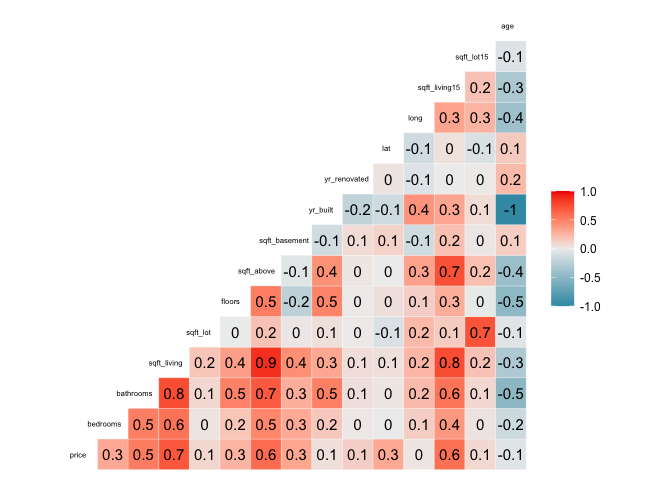 age
sqft_lot15 -0.1
sqft_living15 0.2 -0.3
long 0.3 0.3 -0.4
lat -0.1 0 -0.1 0.1
yr_renovated 0 -0.1 0 0 0.2
yr_built -0.2 -0.1 0.4 0.3 0.1 -1
sqft_basement -0.1 0.1 0.1 -0.1 0.2 0 0.1
sqft_above -0.1 0.4 0 0 0.3 0.7 0.2 -0.4
floors 0.5 -0.2 0.5 0 0 0.1 0.3 0 -0.5
sqft_lot 0 0.2 0 0.1 0 -0.1 0.2 0.1 0.7 -0.1
sqft_living 0.2 0.4 0.9 0.4 0.3 0.1 0.1 0.2 0.8 0.2 -0.3
bathrooms 0.8 0.1 0.5 0.7 0.3 0.5 0.1 0 0.2 0.6 0.1 -0.5
bedrooms 0.5 0.6 0 0.2 0.5 0.3 0.2 0 0 0.1 0.4 0 -0.2
price 0.3 0.5 0.7 0.1 0.3 0.6 0.3 0.1 0.1 0.3 0 0.6 0.1 -0.1
1.0
0.5
0.0
-0.5
-1.0